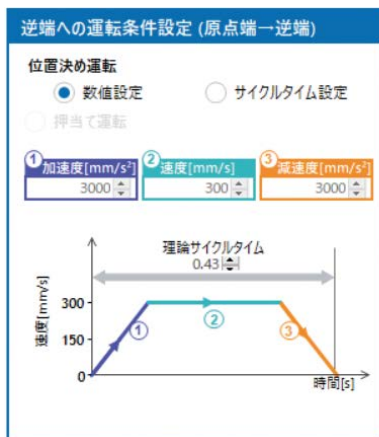 逆端への運転条件設定 (原点端→逆端)
位置決め運転
数値設定 サイクルタイム設定
押当て運転
① 加速度[mm/s²] ② 速度[mm/s] ③ 減速度[mm/s²]
3000 300 3000
理論サイクルタイム
0.43
速度[mm/s]
300
150
0
① ② ③
時間[s]